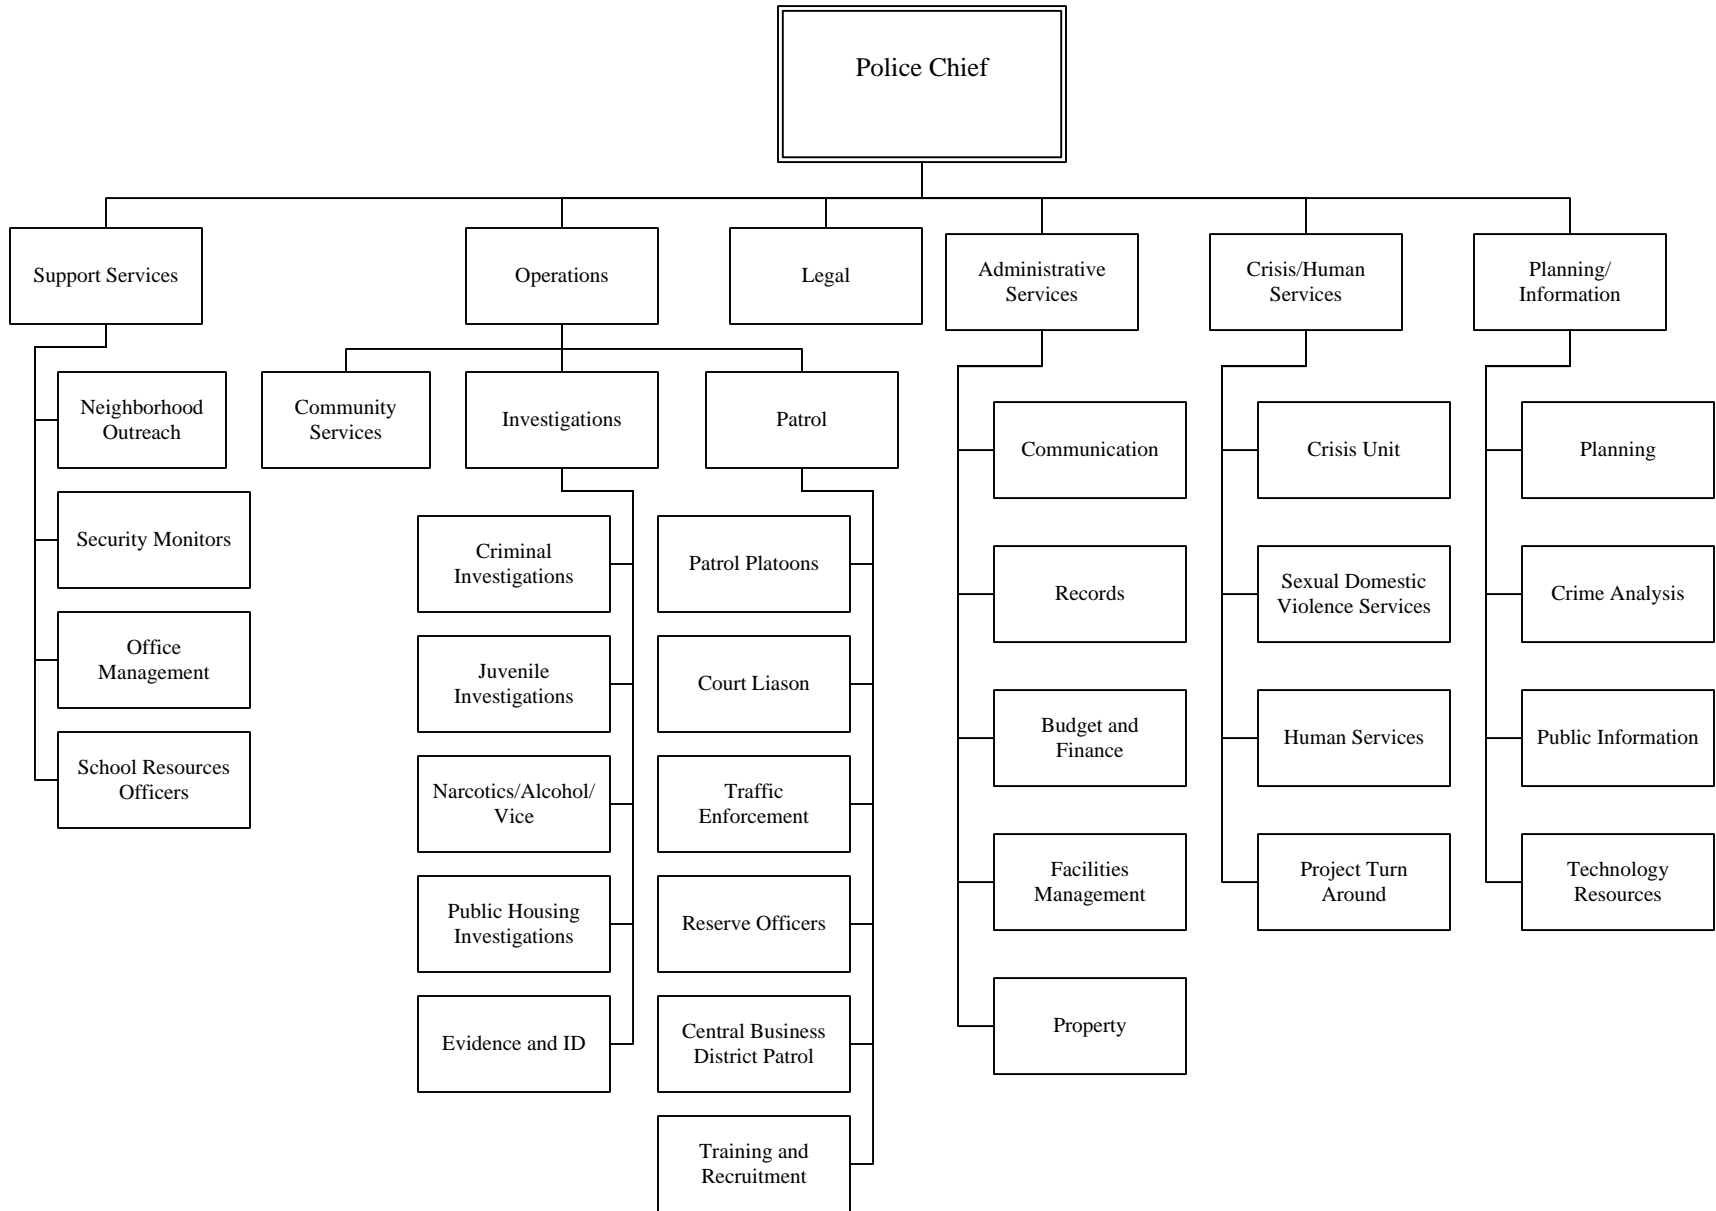 Police Chief
Support Services
Operations
Legal
Administrative
Services
Crisis/Human
Services
Planning/
Information
Neighborhood
Outreach
Security Monitors
Office
Management
School Resources
Officers
Community
Services
Investigations
Patrol
Criminal
Investigations
Juvenile
Investigations
Narcotics/Alcohol/
Vice
Public Housing
Investigations
Evidence and ID
Patrol Platoons
Court Liason
Traffic
Enforcement
Reserve Officers
Central Business
District Patrol
Training and
Recruitment
Communication
Records
Budget and
Finance
Facilities
Management
Property
Crisis Unit
Sexual Domestic
Violence Services
Human Services
Project Turn
Around
Planning
Crime Analysis
Public Information
Technology
Resources